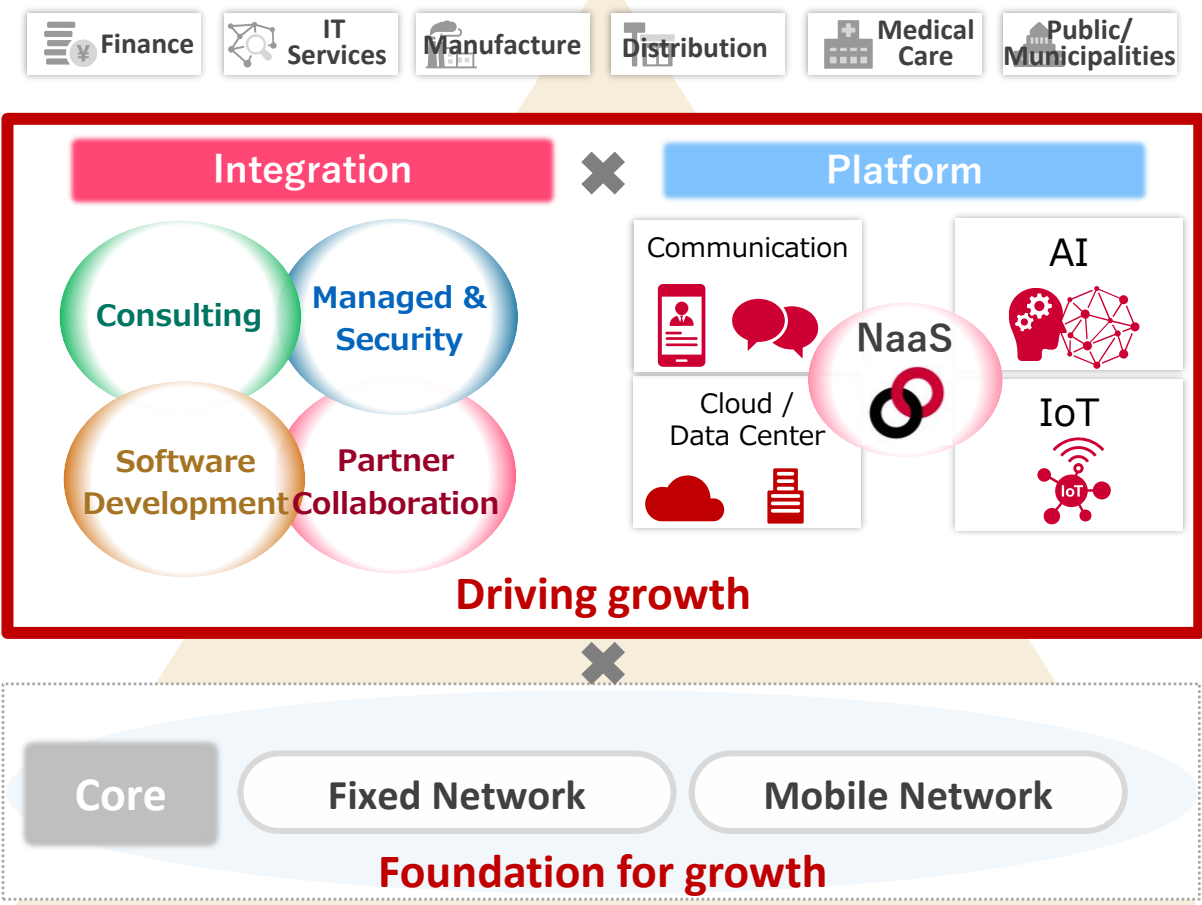 Finance
IT
Services
Manufacture
Distribution
Medical
Care
Public/
Municipalities
¥
Integration
Platform
Consulting
Managed &
Security
Software
Development
Partner
Collaboration
Communication
AI
NaaS
Cloud /
Data Center
IoT
IoT
Driving growth
Core
Fixed Network
Mobile Network
Foundation for growth